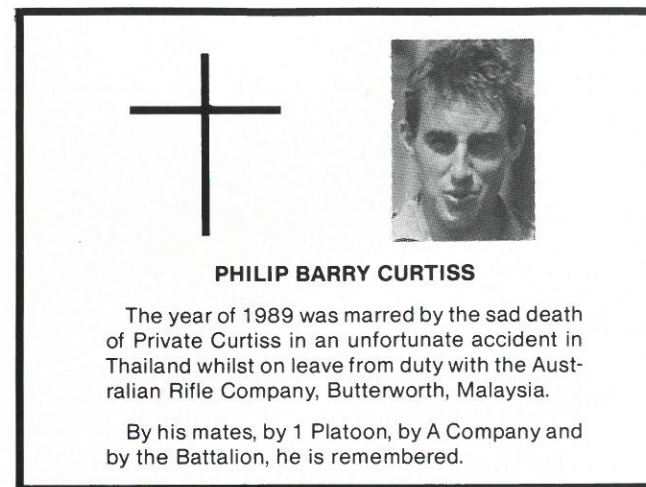 PHILIP BARRY CURTISS
The year of 1989 was marred by the sad death
of Private Curtiss in an unfortunate accident in
Thailand whilst on leave from duty with the Aust-
ralian Rifle Company, Butterworth, Malaysia.
By his mates, by 1 Platoon, by A Company and
by the Battalion, he is remembered.